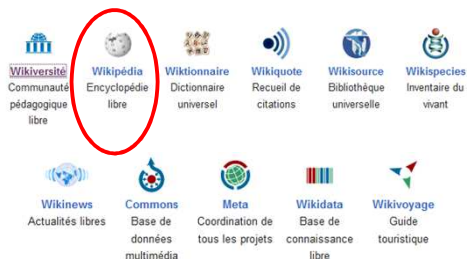 Wikiversité Wikipédia Wiktionnaire Wikiquote Wikisource Wikispecies
Communauté Encyclopédie Dictionnaire Recueil de Bibliothèque Inventaire du
pédagogique libre universel citations universelle vivant
libre
Wikinews Commons Meta Wikidata Wikivoyage
Actualités libres Base de Coordination de Base de Guide
données tous les projets connaissance touristique
multimédia libre